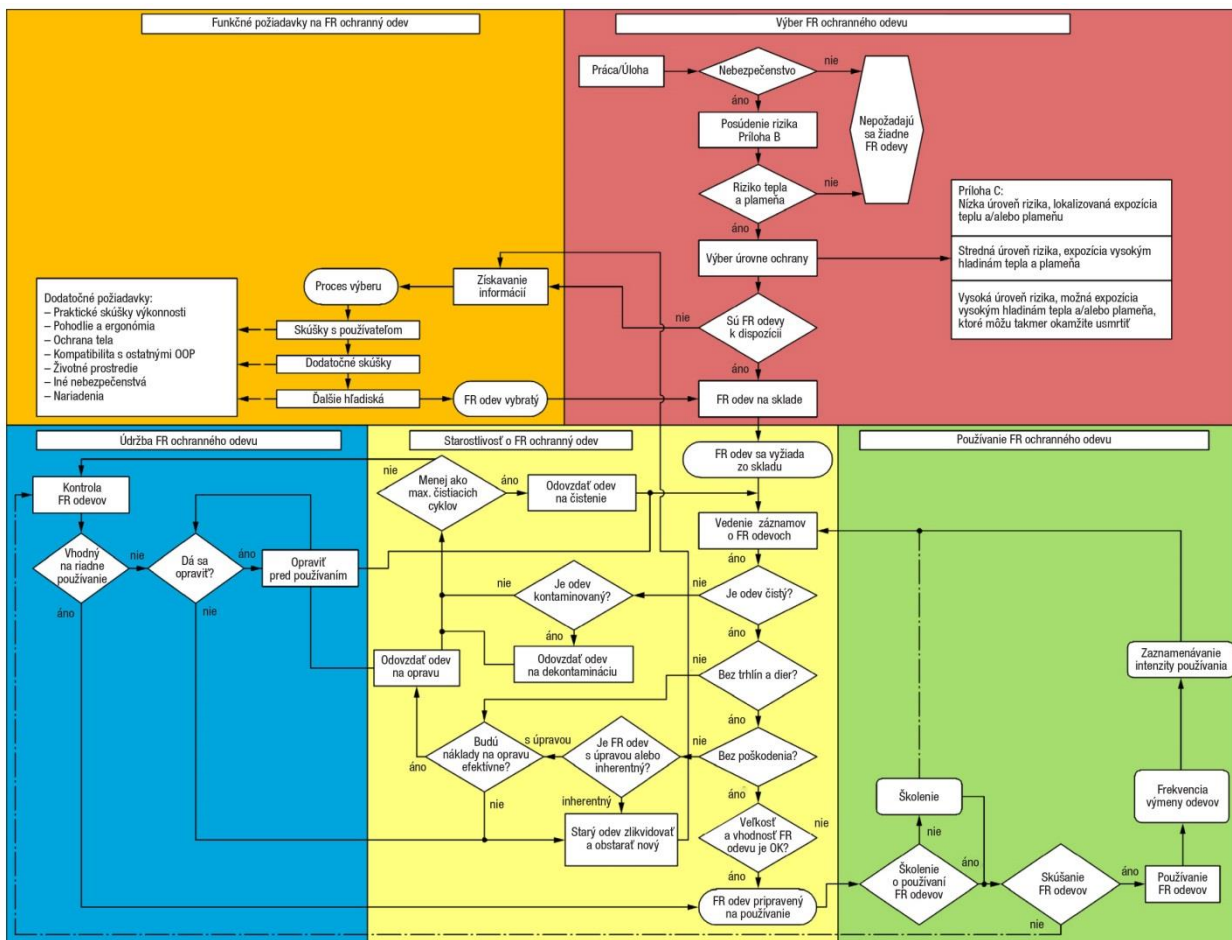 Funkčné požiadavky na FR ochranný odev
Výber FR ochranného odevu
Práca/Úloha
Nebezpečenstvo
nie
áno
Nepožadajú
sa žiadne
FR odevy
Posúdenie rizika
Príloha B
Riziko tepla
a plameňa
nie
áno
Príloha C:
Nízka úroveň rizika, lokalizovaná expozícia
teplu a/alebo plameňu
Výber úrovne ochrany
Stredná úroveň rizika, expozícia vysokým
hladinám tepla a plameňa
Vysoká úroveň rizika, možná expozícia
vysokým hladinám tepla a/alebo plameňa,
ktoré môžu takmer okamžite usmrtiť
Sú FR odevy
k dispozícii
nie
áno
Získavanie
informácií
Proces výberu
Skúšky s používateľom
Dodatočné skúšky
Ďalšie hľadiská
FR odev vybratý
FR odev na sklade
Dodatočné požiadavky:
– Praktické skúšky výkonnosti
– Pohodlie a ergonómia
– Ochrana tela
– Kompatibilita s ostatnými OOP
– Životné prostredie
– Iné nebezpečenstvá
– Nariadenia
Údržba FR ochranného odevu
Starostlivosť o FR ochranný odev
Používanie FR ochranného odevu
FR odev sa vyžiada
zo skladu
Kontrola
FR odevov
nie
Menej ako
max. čistiacich
cyklov
áno
Odovzdať odev
na čistenie
Vedenie záznamov
o FR odevoch
áno
Vhodný
na riadne
používanie
nie
áno
Dá sa
opraviť?
áno
nie
Opraviť
pred používaním
Je odev
kontaminovaný?
nie
áno
Je odev čistý?
nie
áno
Odovzdať odev
na opravu
Odovzdať odev
na dekontamináciu
Bez trhlín a dier?
nie
áno
Zaznamenávanie
intenzity používania
Budú
náklady na opravu
efektívne?
áno
nie
s úpravou
Je FR odev
s úpravou alebo
inherentný?
inherentný
nie
Bez poškodenia?
áno
Starý odev zlikvidovať
a obstarať nový
Veľkosť
a vhodnosť FR
odevu je OK?
nie
áno
FR odev pripravený
na používanie
Školenie
nie
Školenie
o používaní
FR odevov
áno
Skúšanie
FR odevov
áno
nie
Používanie
FR odevov
Frekvencia
výmeny odevov